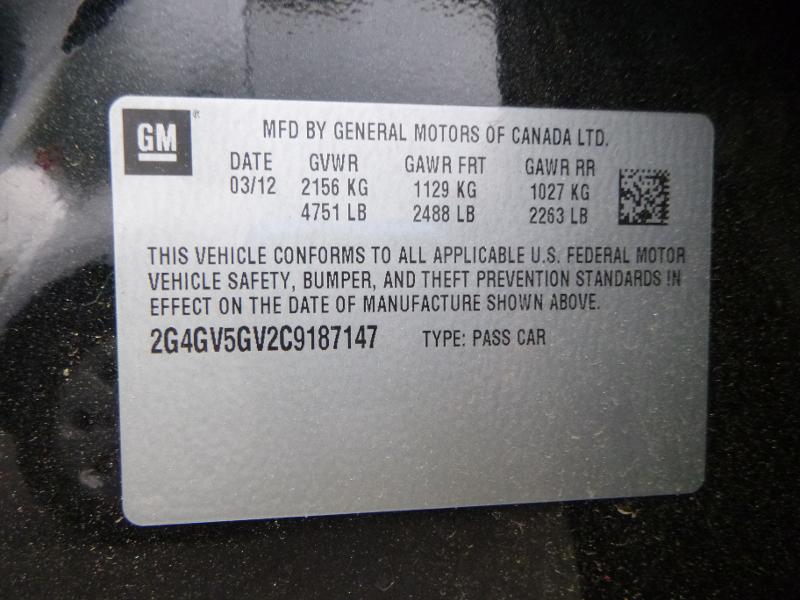 GM ®
MFD BY GENERAL MOTORS OF CANADA LTD.
DATE GVWR GAWR FRT GAWR RR
03/12 2156 KG 1129 KG 1027 KG
4751 LB 2488 LB 2263 LB
THIS VEHICLE CONFORMS TO ALL APPLICABLE U.S. FEDERAL MOTOR
VEHICLE SAFETY, BUMPER, AND THEFT PREVENTION STANDARDS IN
EFFECT ON THE DATE OF MANUFACTURE SHOWN ABOVE.
2G4GV5GV2C9187147 TYPE: PASS CAR